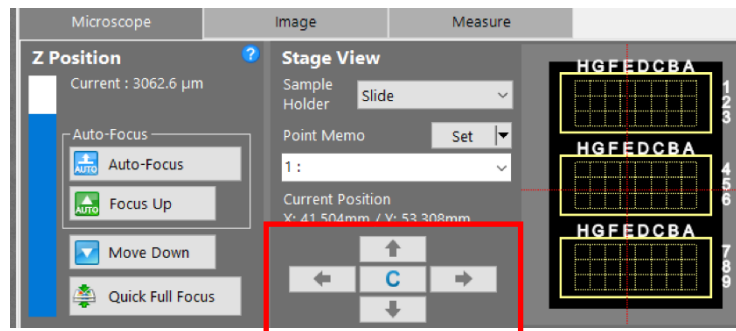 Microscope Image Measure
Z Position ?
Current : 3062.6 µm
Auto-Focus
AUTO Auto-Focus
AUTO Focus Up
Move Down
Quick Full Focus
Stage View
Sample
Holder Slide
Point Memo Set
1 :
Current Position
X: 41.504mm / Y: 53.308mm
C
HGFEDCBA
1
2
3
HGFEDCBA
4
5
6
HGFEDCBA
7
8
9